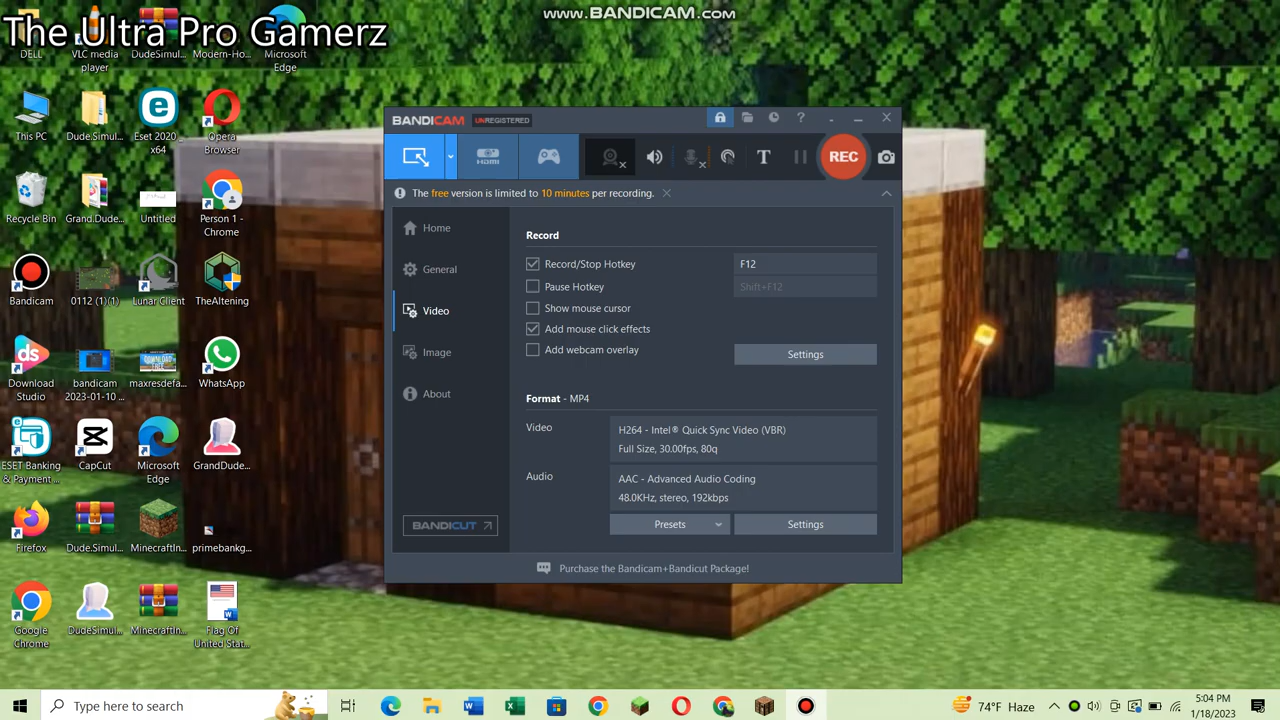 www.BANDICAM.com
The Ultra Pro Gamerz
DELL
VLC media player
DudeSimul...
Modern-Ho...
Microsoft Edge
This PC
Dude.Simul...
Eset 2020_x64
Opera Browser
Recycle Bin
Grand.Dude...
Untitled
Person 1 - Chrome
Bandicam
0112 (1)(1)
Lunar Client
TheAltening
Download Studio
bandicam 2023-01-10 ...
maxresdefa...
WhatsApp
ESET Banking & Payment ...
CapCut
Microsoft Edge
GrandDude...
Firefox
Dude.Simul...
MinecraftIn...
primebankg...
Google Chrome
DudeSimul...
MinecraftIn...
Flag Of United Stat...
BANDICAM UNREGISTERED
HDMI
REC
The free version is limited to 10 minutes per recording.
Home
General
Video
Image
About
BANDICUT
Record
Record/Stop Hotkey F12
Pause Hotkey Shift+F12
Show mouse cursor
Add mouse click effects
Add webcam overlay
Settings
Format - MP4
Video
H264 - Intel® Quick Sync Video (VBR)
Full Size, 30.00fps, 80q
Audio
AAC - Advanced Audio Coding
48.0KHz, stereo, 192kbps
Presets
Settings
Purchase the Bandicam+Bandicut Package!
Type here to search
74°F Haze
5:04 PM
1/18/2023